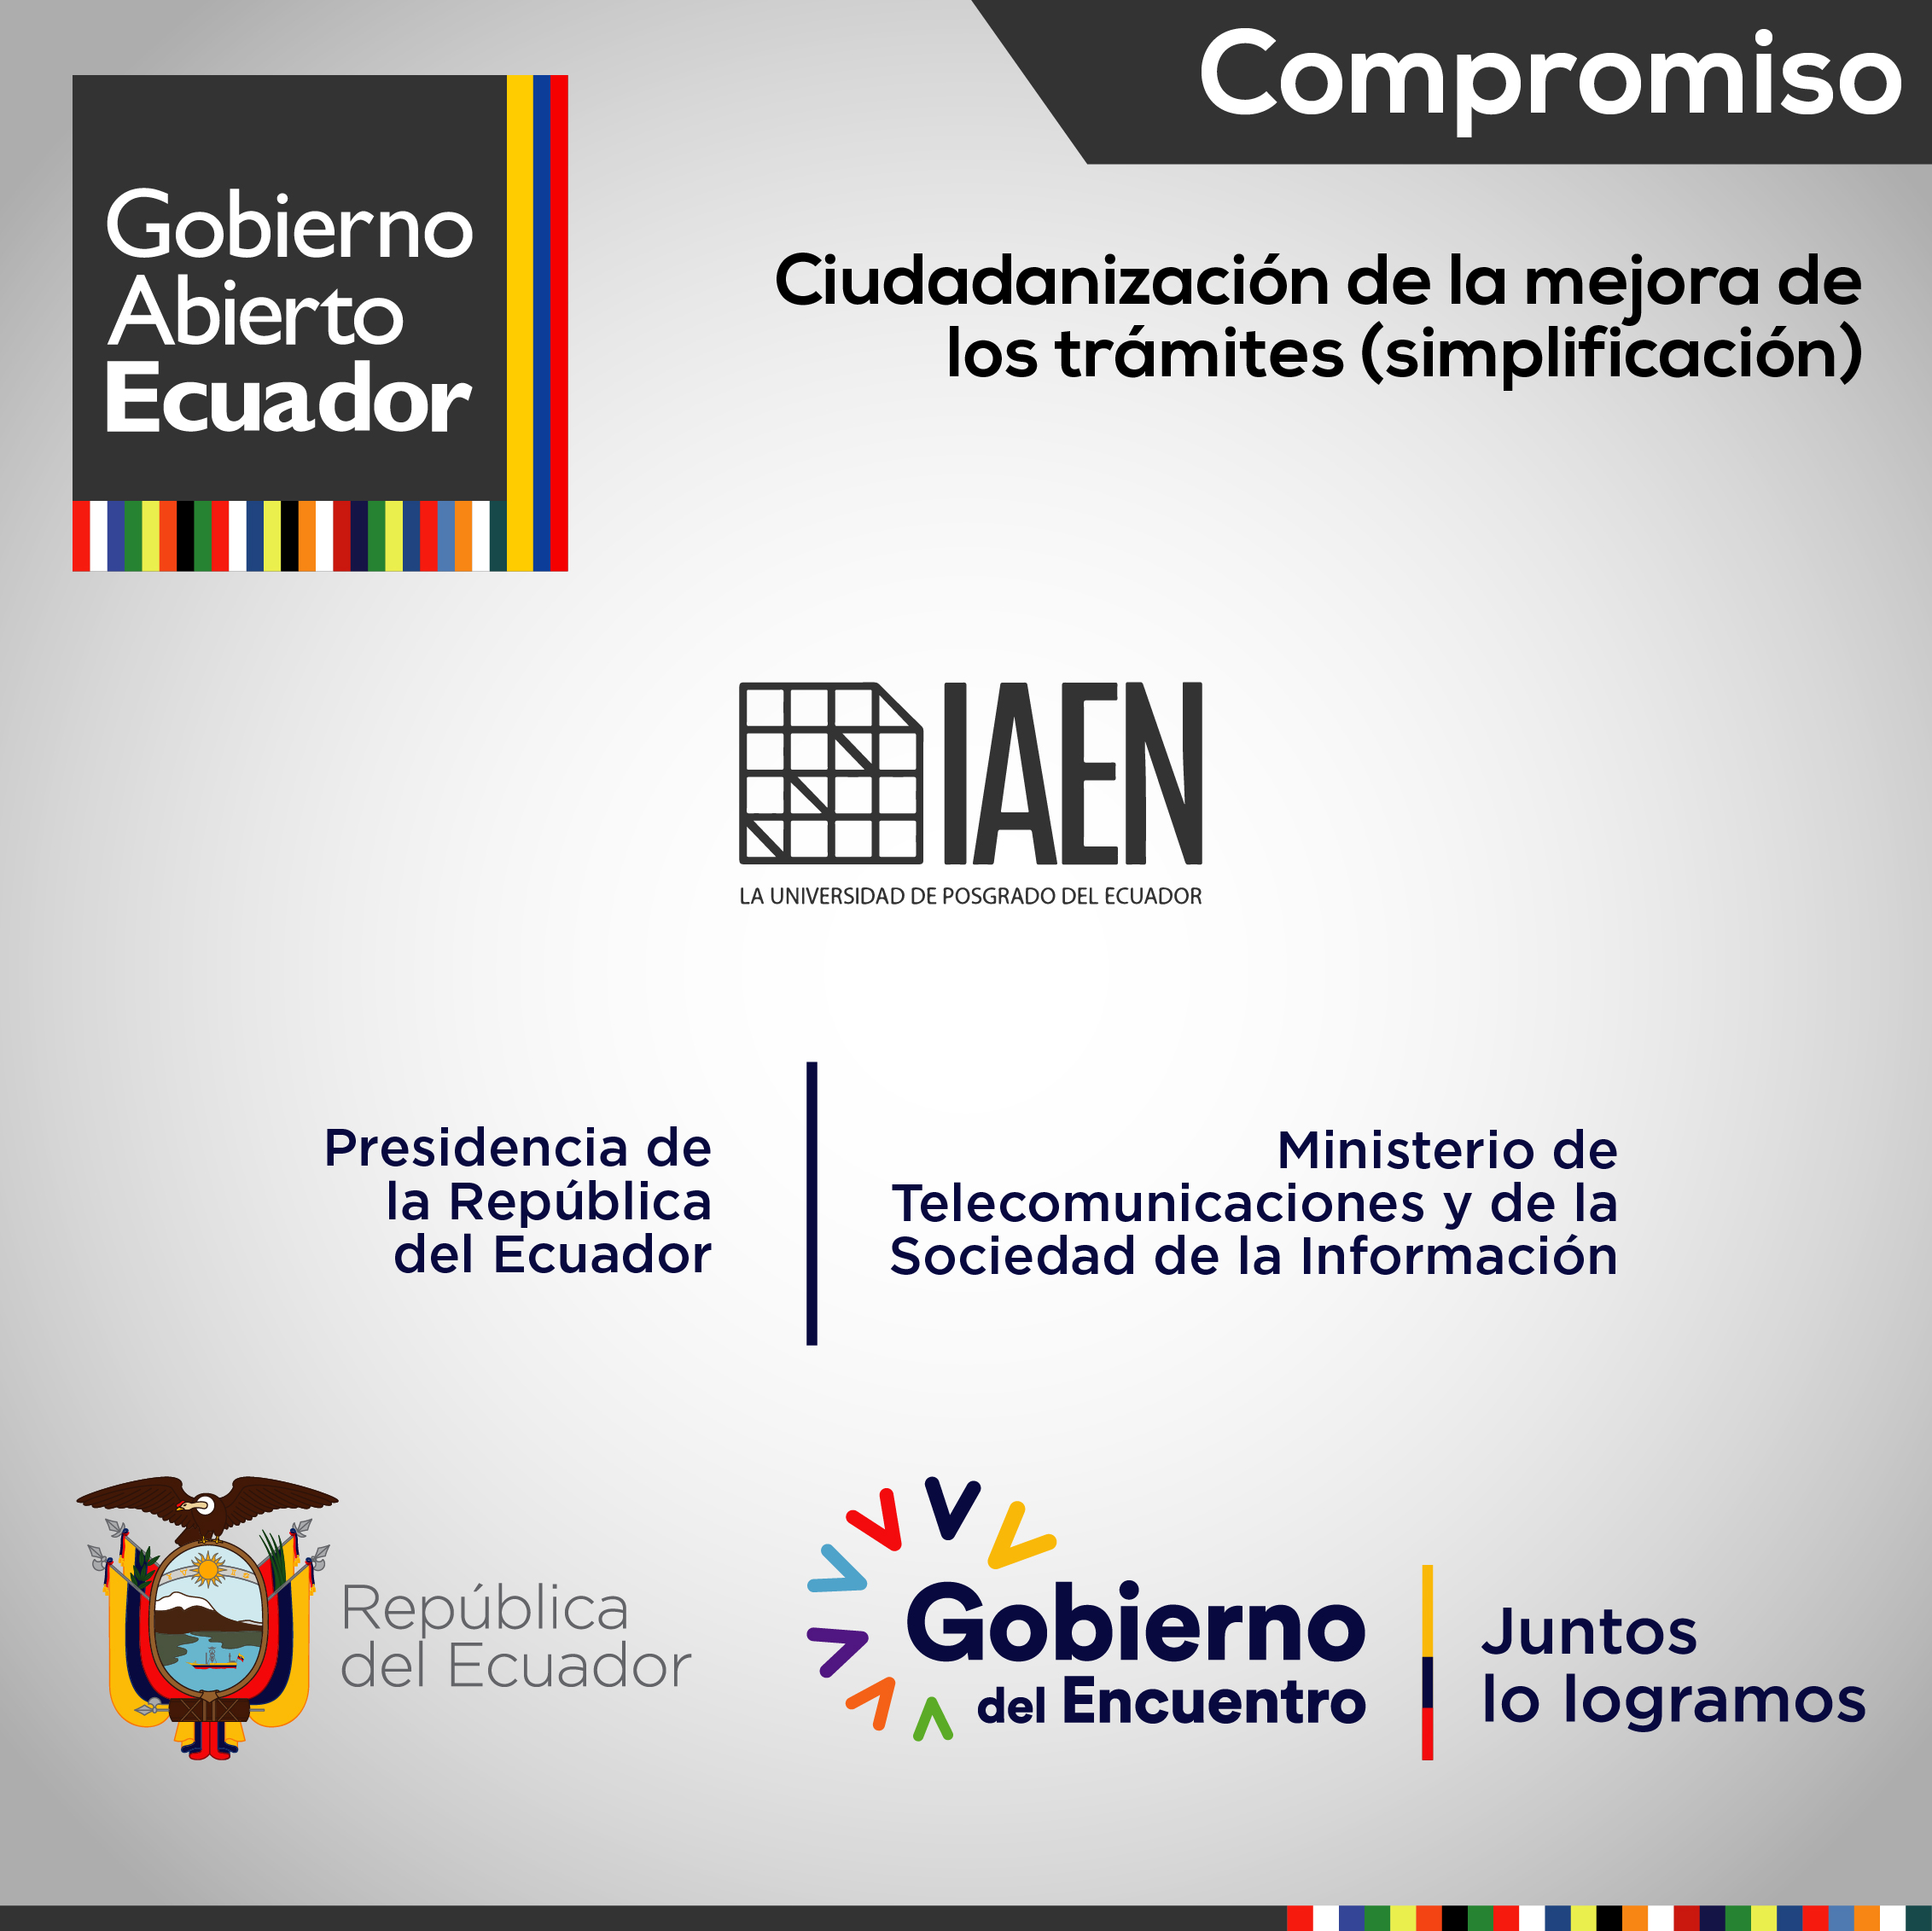 Compromiso
Gobierno
Abierto
Ecuador
Ciudadanización de la mejora de
los trámites (simplificación)
IAEN
LA UNIVERSIDAD DE POSGRADO DEL ECUADOR
Presidencia de
la República
del Ecuador
Ministerio de
Telecomunicaciones y de la
Sociedad de la Información
República
del Ecuador
Gobierno
del Encuentro
Juntos
lo logramos